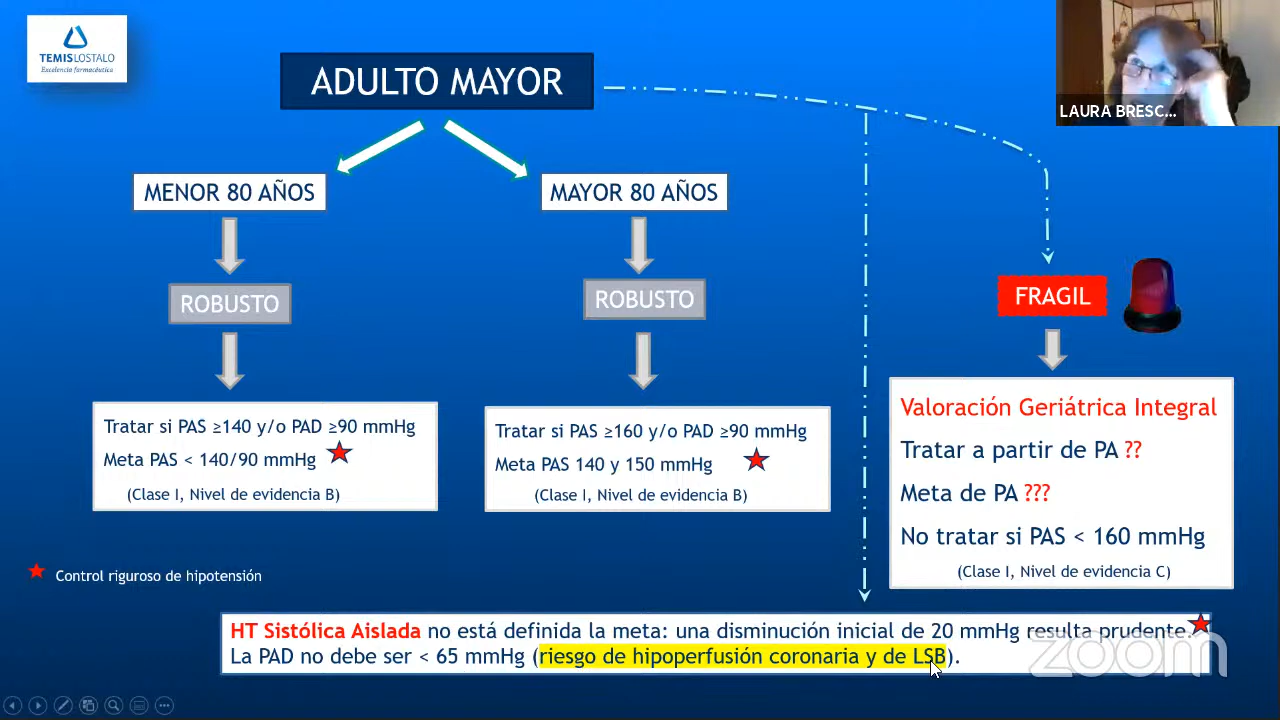 TEMISLOSTALO
Excelencia farmacéutica
LAURA BRESC...
ADULTO MAYOR
MENOR 80 AÑOS
MAYOR 80 AÑOS
ROBUSTO
ROBUSTO
FRAGIL
Tratar si PAS ≥140 y/o PAD ≥90 mmHg
Meta PAS < 140/90 mmHg
(Clase I, Nivel de evidencia B)
Tratar si PAS ≥160 y/o PAD ≥90 mmHg
Meta PAS 140 y 150 mmHg
(Clase I, Nivel de evidencia B)
Valoración Geriátrica Integral
Tratar a partir de PA ??
Meta de PA ???
No tratar si PAS < 160 mmHg
(Clase I, Nivel de evidencia C)
Control riguroso de hipotensión
HT Sistólica Aislada no está definida la meta: una disminución inicial de 20 mmHg resulta prudente.
La PAD no debe ser < 65 mmHg (riesgo de hipoperfusión coronaria y de LSB).
zoom